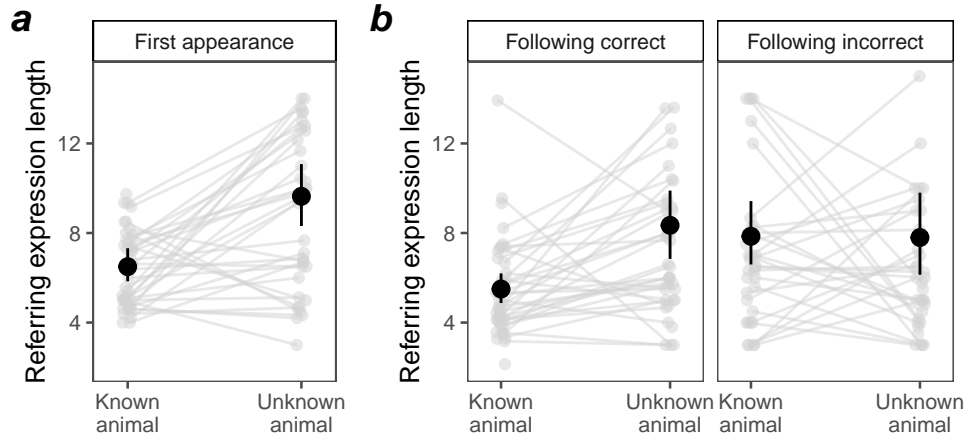 a
First appearance
Referring expression length
12
8
4
Known
animal
Unknown
animal
b
Following correct
Following incorrect
Referring expression length
12
8
4
Known
animal
Unknown
animal
Known
animal
Unknown
animal